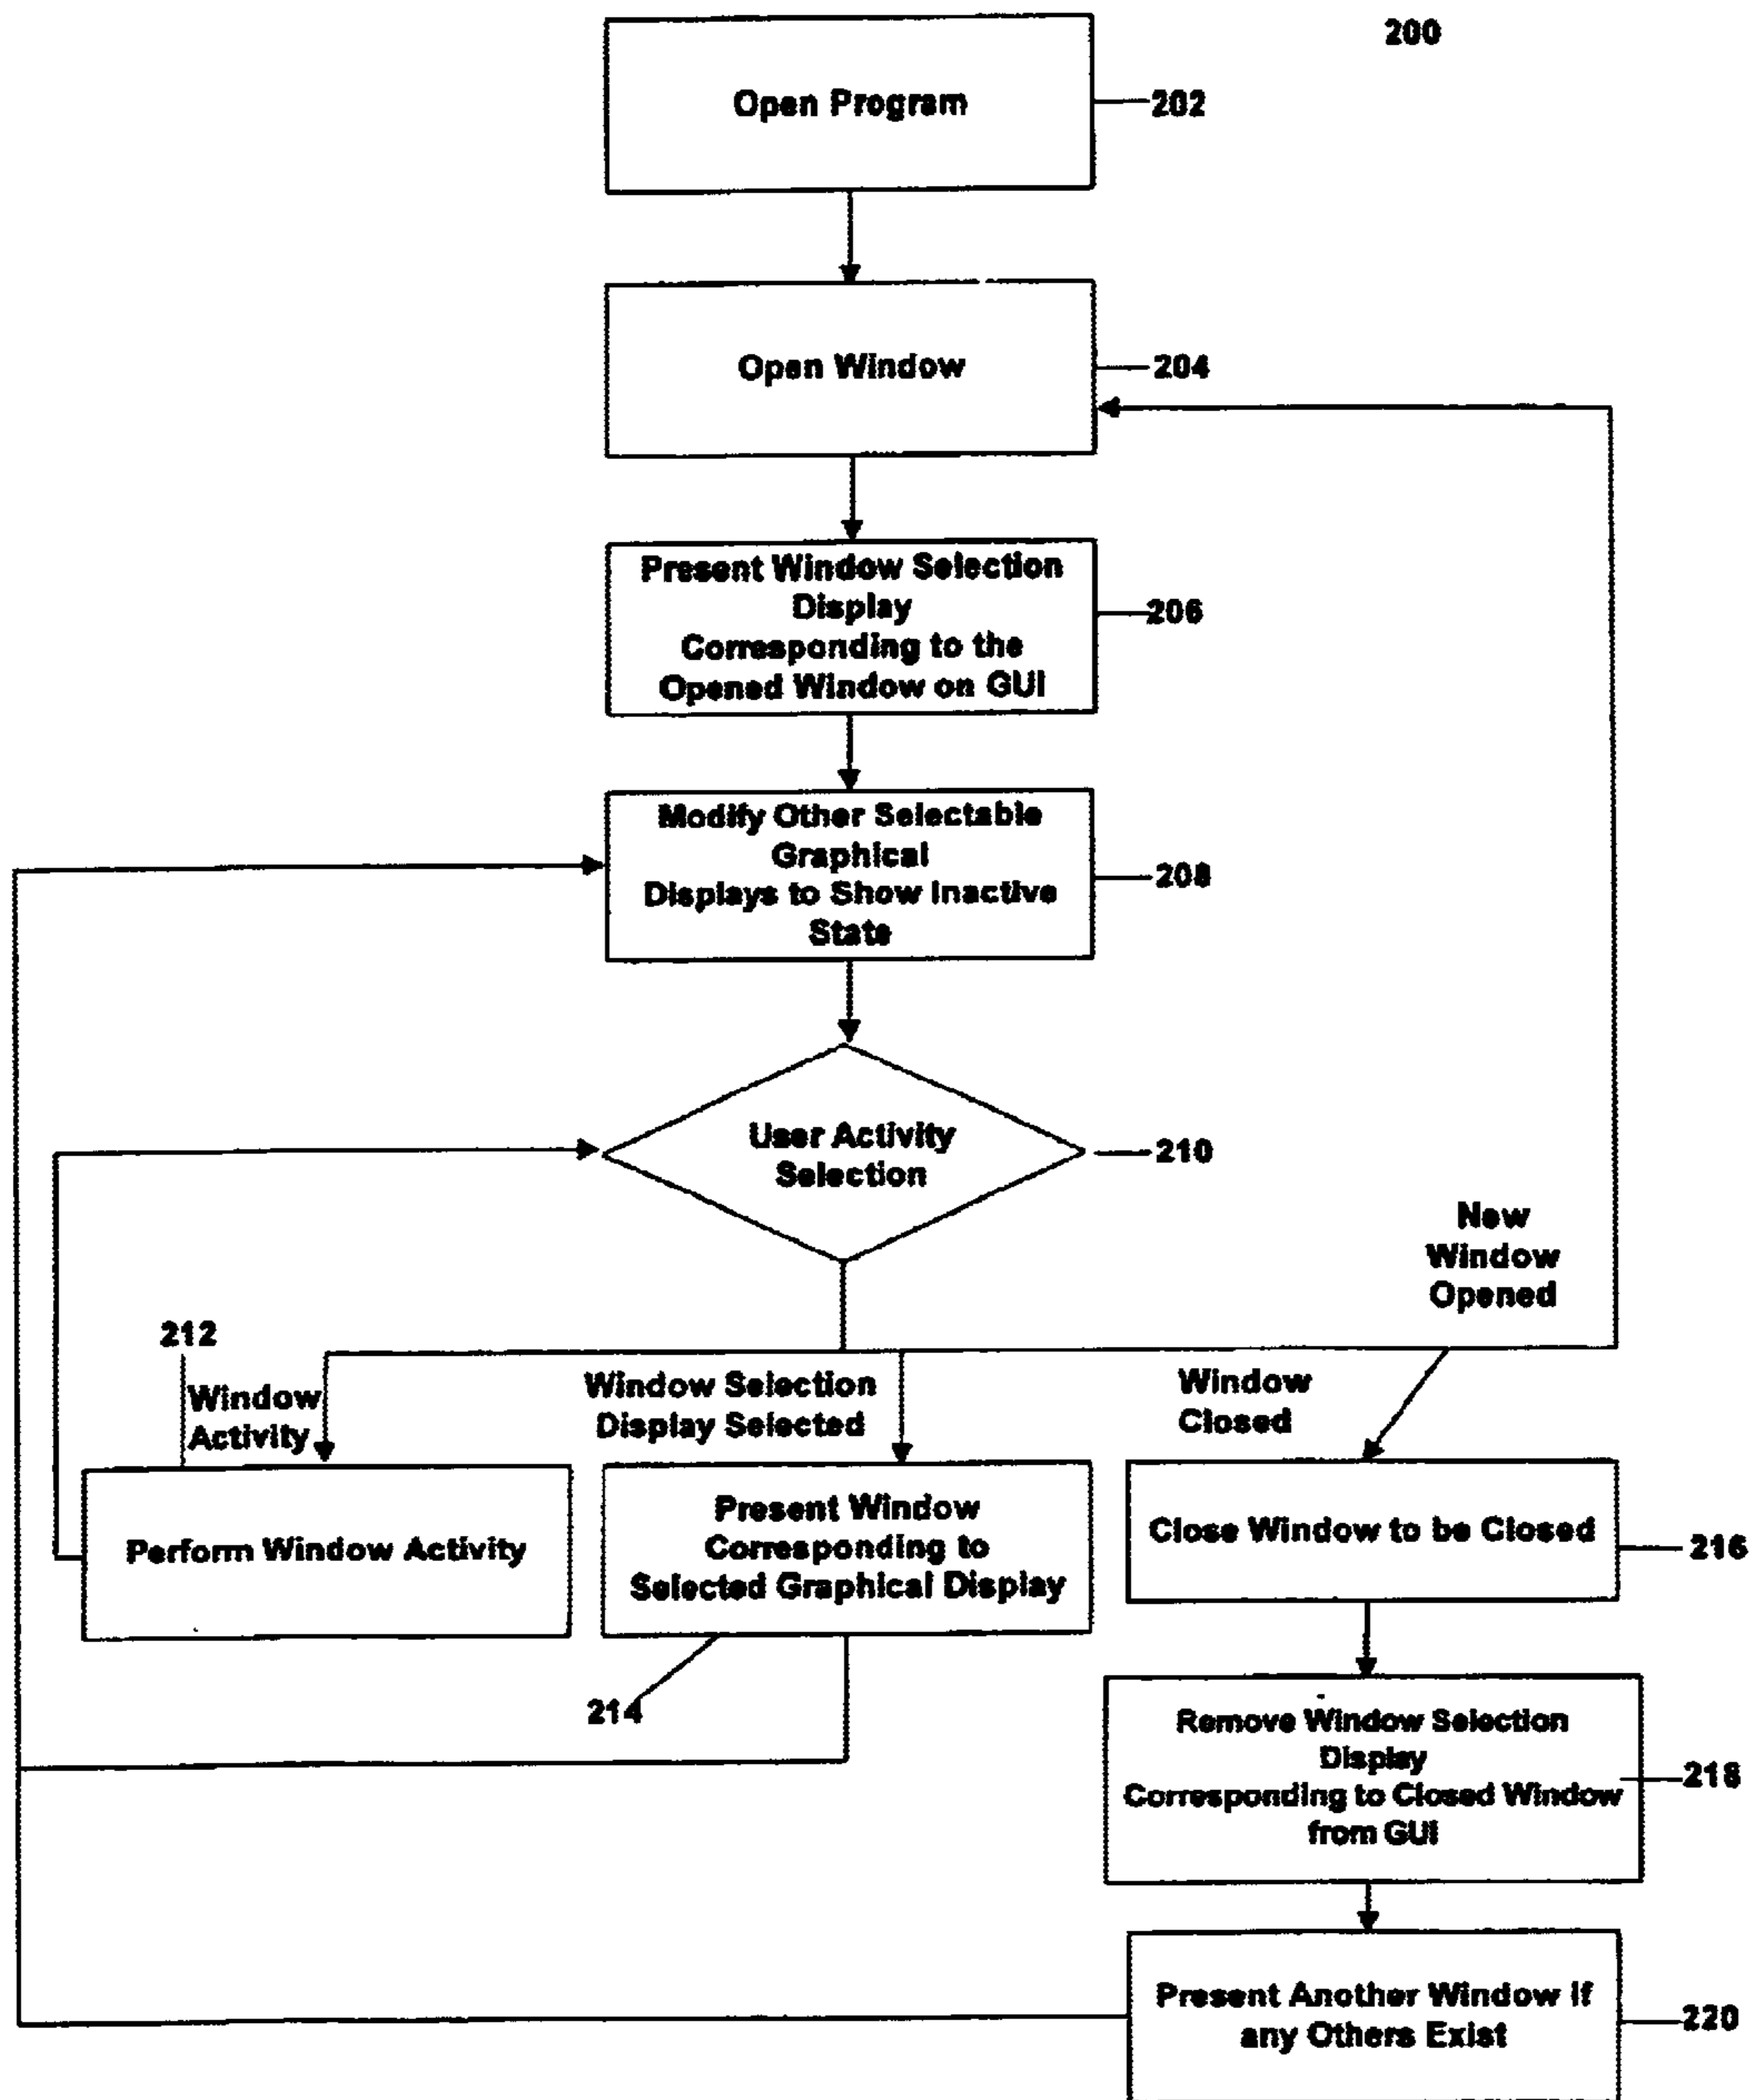 200
Open Program
202
Open Window
204
Present Window Selection
Display
Corresponding to the
Opened Window on GUI
206
Modify Other Selectable
Graphical
Displays to Show Inactive
State
208
User Activity
Selection
210
New
Window
Opened
212
Window
Activity
Window Selection
Display Selected
Window
Closed
Perform Window Activity
Present Window
Corresponding to
Selected Graphical Display
214
Close Window to be Closed
216
Remove Window Selection
Display
Corresponding to Closed Window
from GUI
218
Present Another Window if
any Others Exist
220